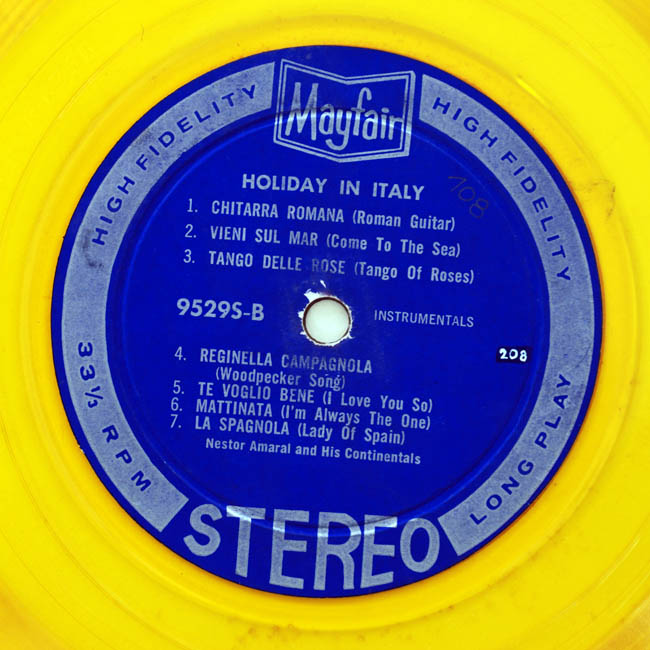 Mayfair
HIGH FIDELITY
HIGH FIDELITY
HOLIDAY IN ITALY
108
1. CHITARRA ROMANA (Roman Guitar)
2. VIENI SUL MAR (Come To The Sea)
3. TANGO DELLE ROSE (Tango Of Roses)
9529S-B
INSTRUMENTALS
208
4. REGINELLA CAMPAGNOLA
(Woodpecker Song)
5. TE VOGLIO BENE (I Love You So)
6. MATTINATA (I'm Always The One)
7. LA SPAGNOLA (Lady Of Spain)
Nestor Amaral and His Continentals
33⅓ RPM
LONG PLAY
STEREO